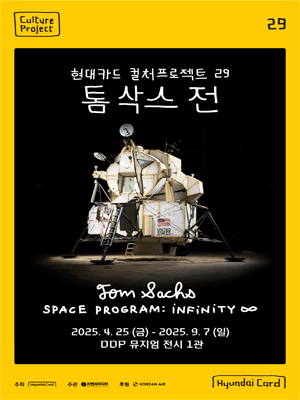 Culture
Project
29
현대카드 컬처프로젝트 29
톰 삭스 전
Tom Sachs
SPACE PROGRAM: INFINITY ∞
2025. 4. 25 (금) - 2025. 9. 7 (일)
DDP 뮤지엄 전시 1관
주최 Hyundai Card 주관 후원 KOREAN AIR
Hyundai Card